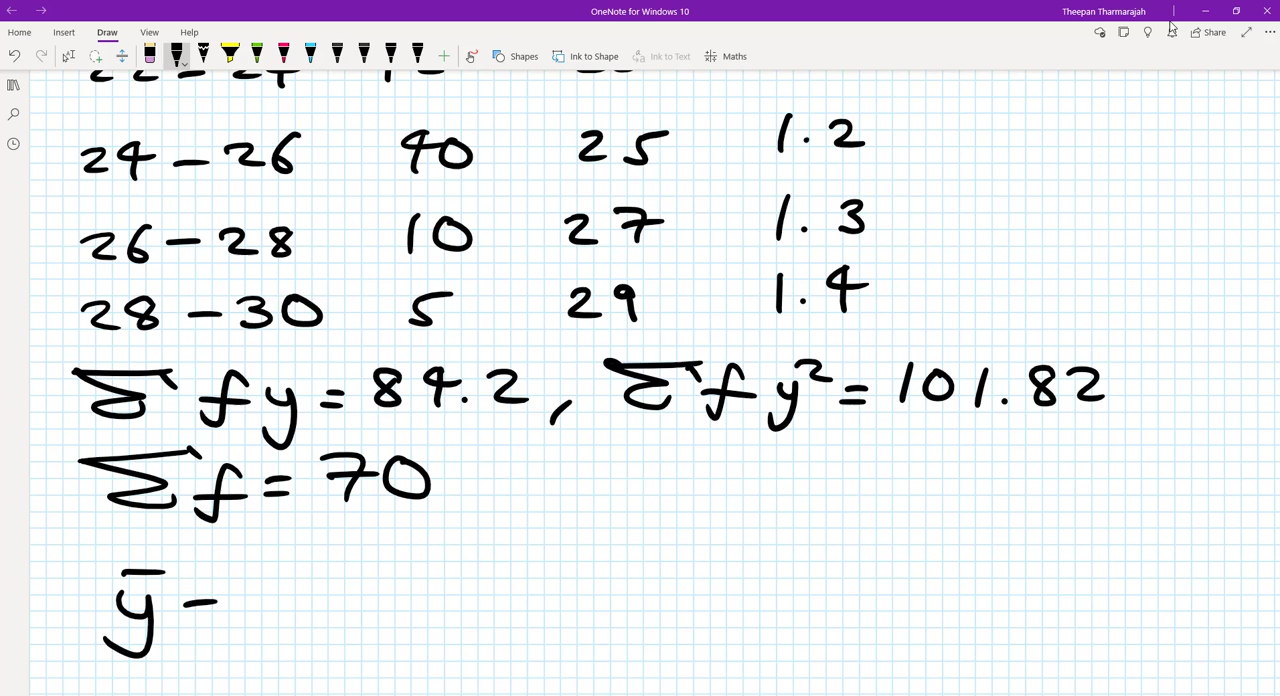 OneNote for Windows 10
Theepan Tharmarajah
Home Insert Draw View Help
Share
Shapes Ink to Shape Ink to Text Maths
24 - 26 40 25 1.2
26 - 28 10 27 1.3
28 - 30 5 29 1.4
Σfy = 84.2, Σfy² = 101.82
Σf = 70
ȳ -